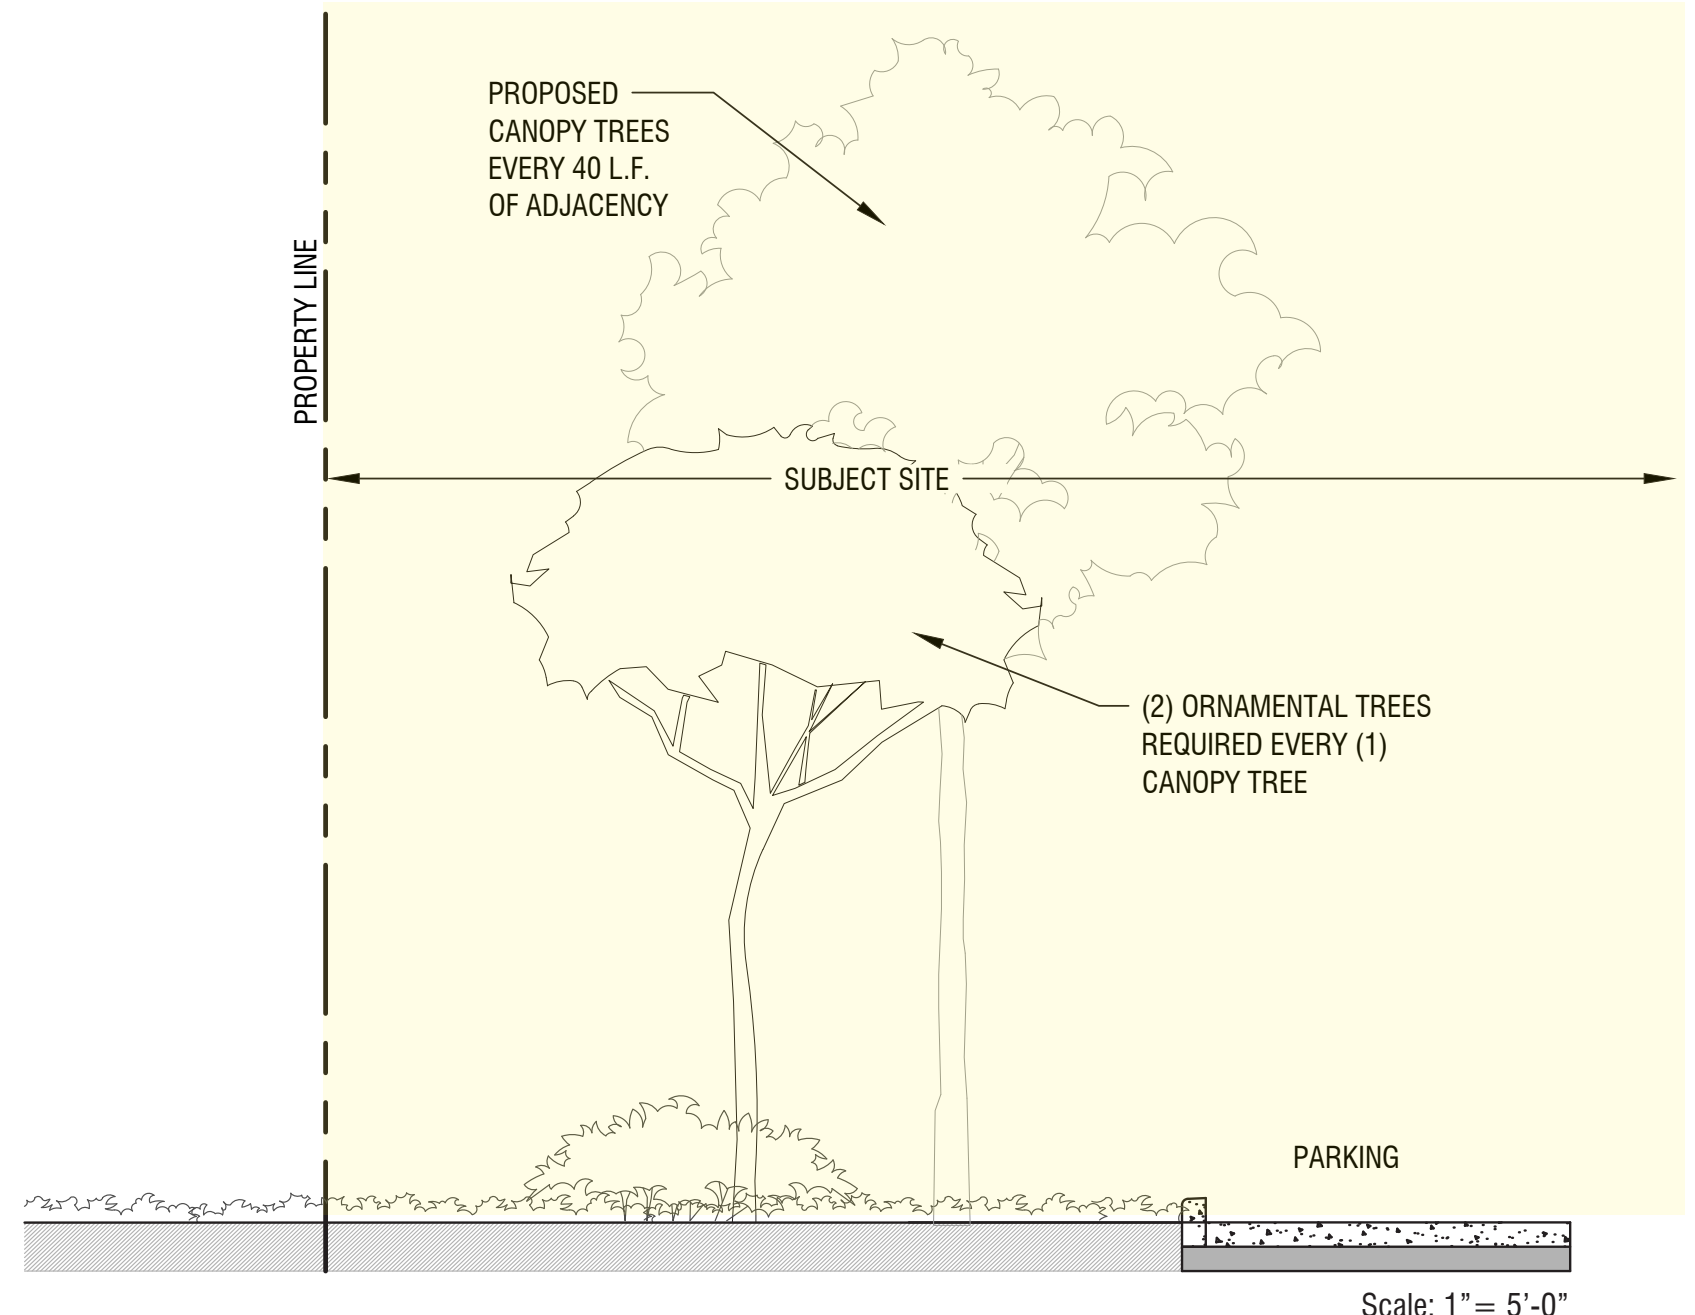 PROPOSED
CANOPY TREES
EVERY 40 L.F.
OF ADJACENCY
PROPERTY LINE
SUBJECT SITE
(2) ORNAMENTAL TREES
REQUIRED EVERY (1)
CANOPY TREE
PARKING
Scale: 1”= 5’-0”